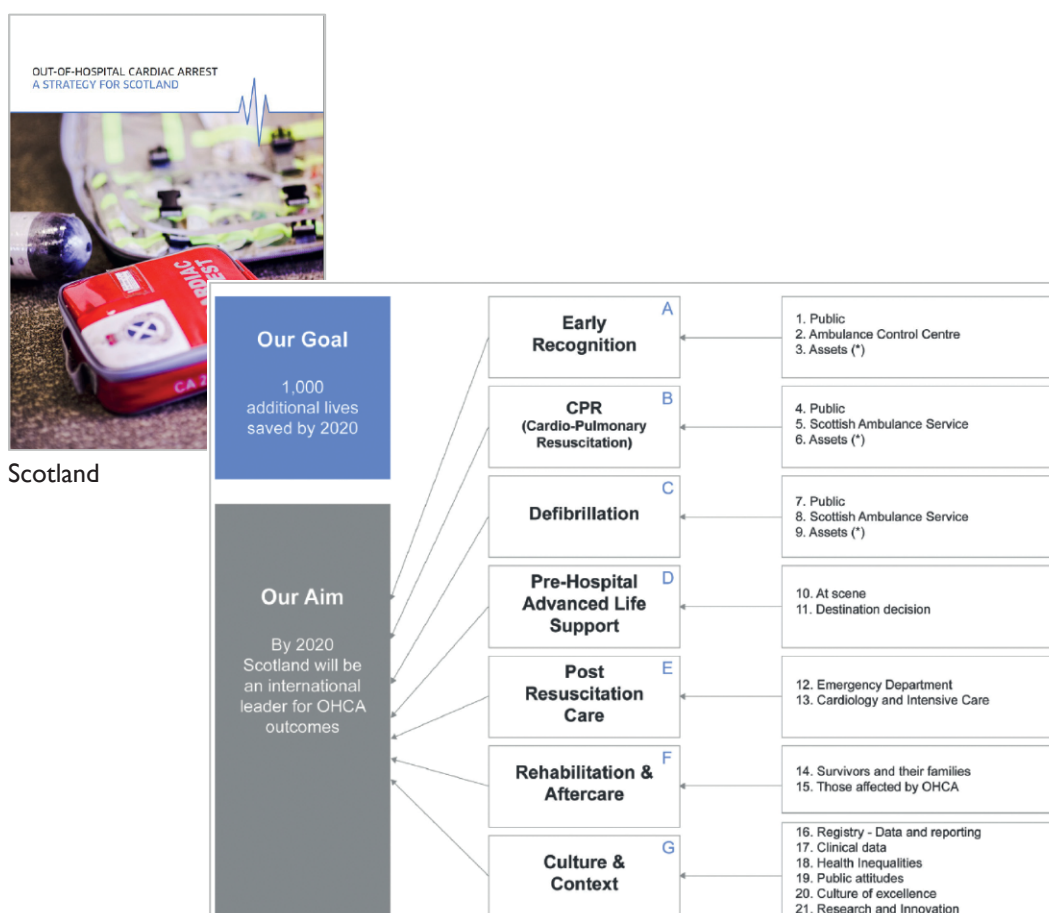 OUT-OF-HOSPITAL CARDIAC ARREST
A STRATEGY FOR SCOTLAND
CARDIAC
CA 2
Scotland
Our Goal
1,000
additional lives
saved by 2020
Our Aim
By 2020
Scotland will be
an international
leader for OHCA
outcomes
A
Early
Recognition
1. Public
2. Ambulance Control Centre
3. Assets (*)
B
CPR
(Cardio-Pulmonary
Resuscitation)
4. Public
5. Scottish Ambulance Service
6. Assets (*)
C
Defibrillation
7. Public
8. Scottish Ambulance Service
9. Assets (*)
D
Pre-Hospital
Advanced Life
Support
10. At scene
11. Destination decision
E
Post
Resuscitation
Care
12. Emergency Department
13. Cardiology and Intensive Care
F
Rehabilitation &
Aftercare
14. Survivors and their families
15. Those affected by OHCA
G
Culture &
Context
16. Registry - Data and reporting
17. Clinical data
18. Health Inequalities
19. Public attitudes
20. Culture of excellence
21. Research and Innovation